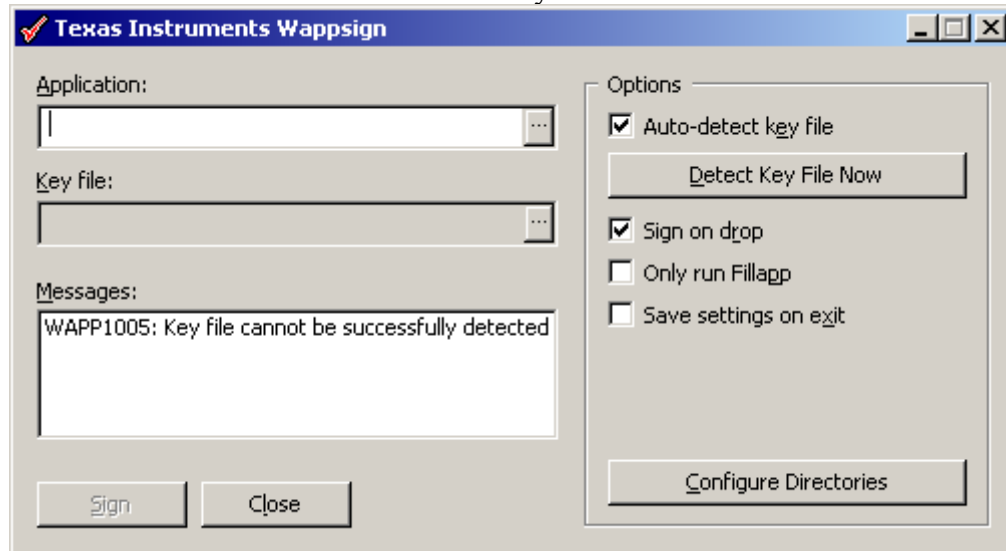 Texas Instruments Wappsign
Application:
...
Key file:
...
Messages:
WAPP1005: Key file cannot be successfully detected
Sign
Close
Options
Auto-detect key file
Detect Key File Now
Sign on drop
Only run Fillapp
Save settings on exit
Configure Directories